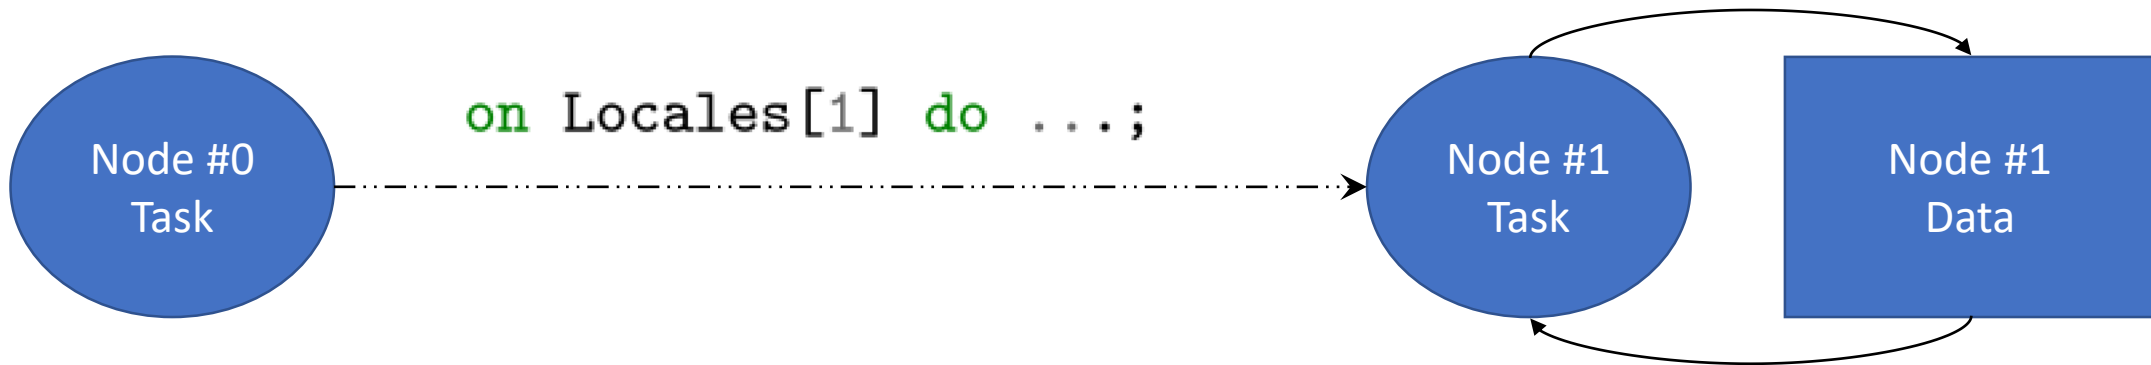 on Locales[1] do ...;
Node #0
Task
Node #1
Task
Node #1
Data